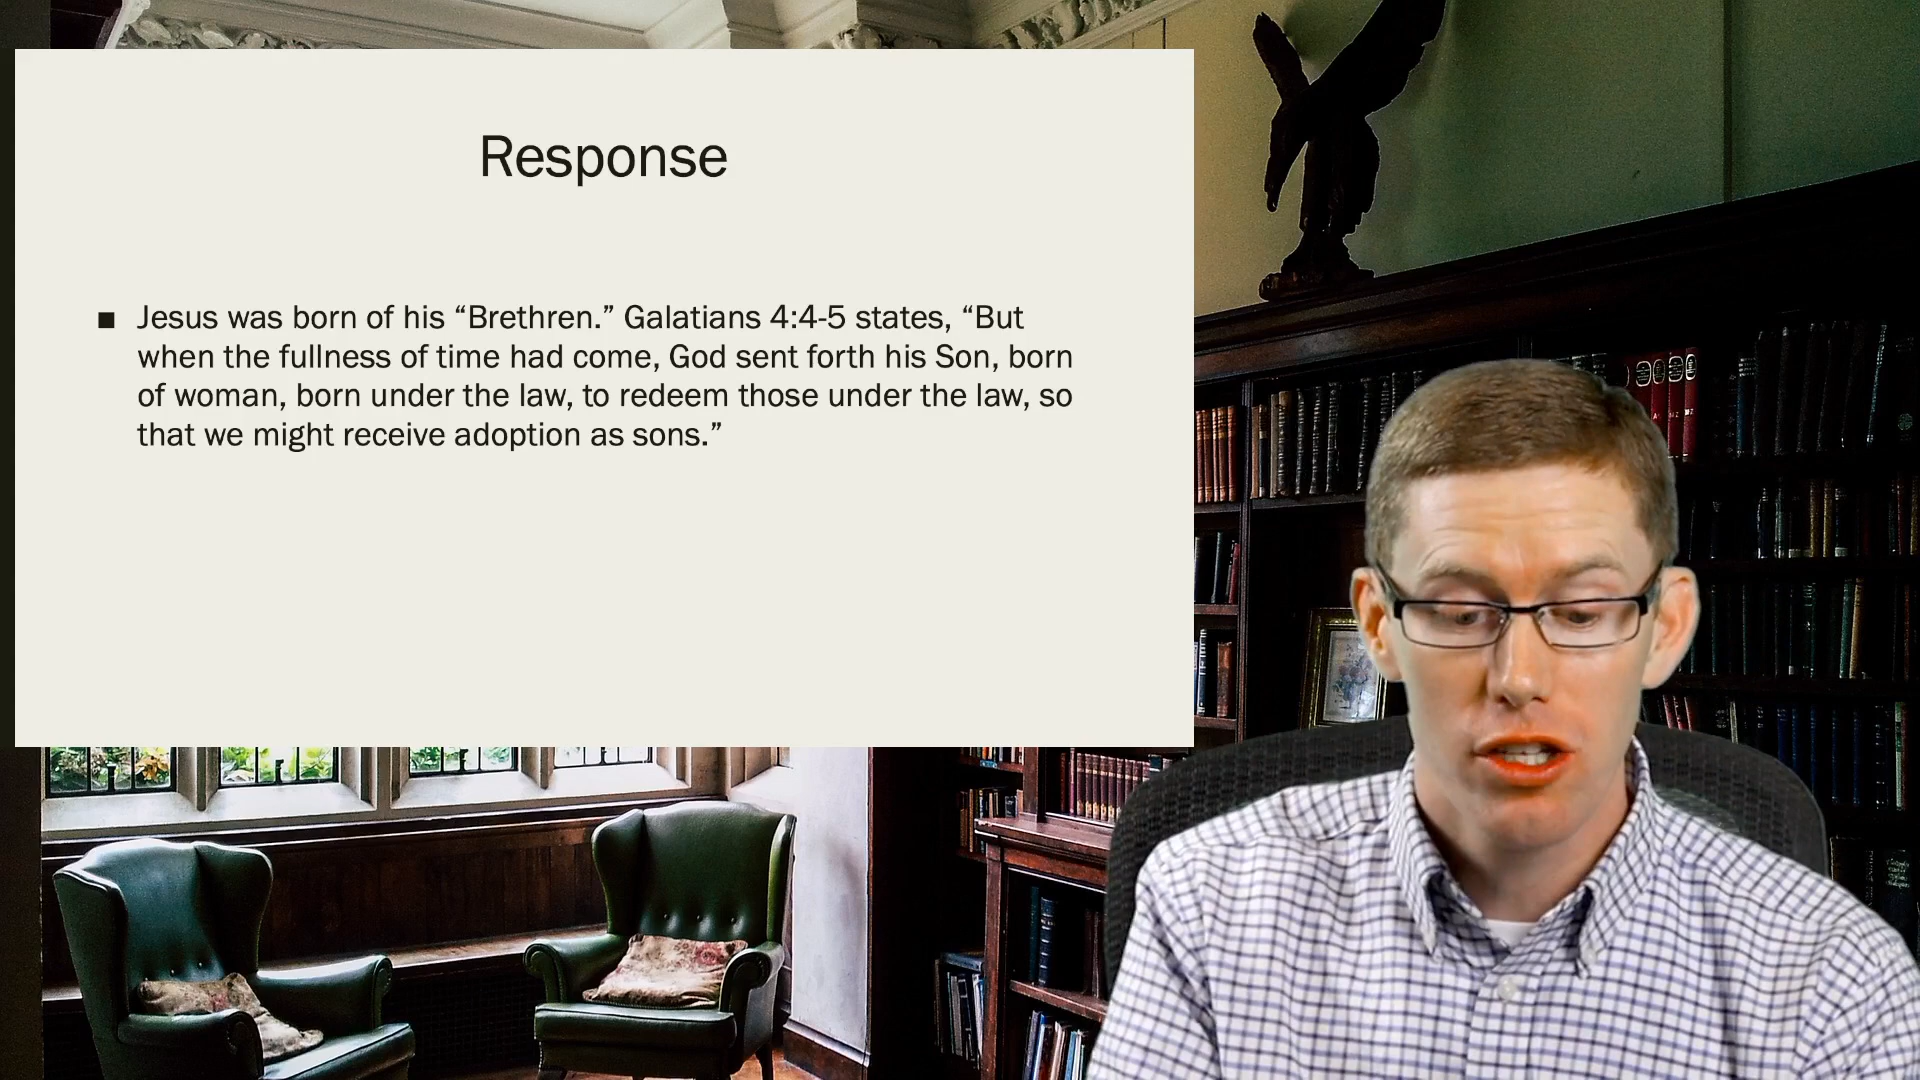 Response
■ Jesus was born of his “Brethren.” Galatians 4:4-5 states, “But
when the fullness of time had come, God sent forth his Son, born
of woman, born under the law, to redeem those under the law, so
that we might receive adoption as sons.”